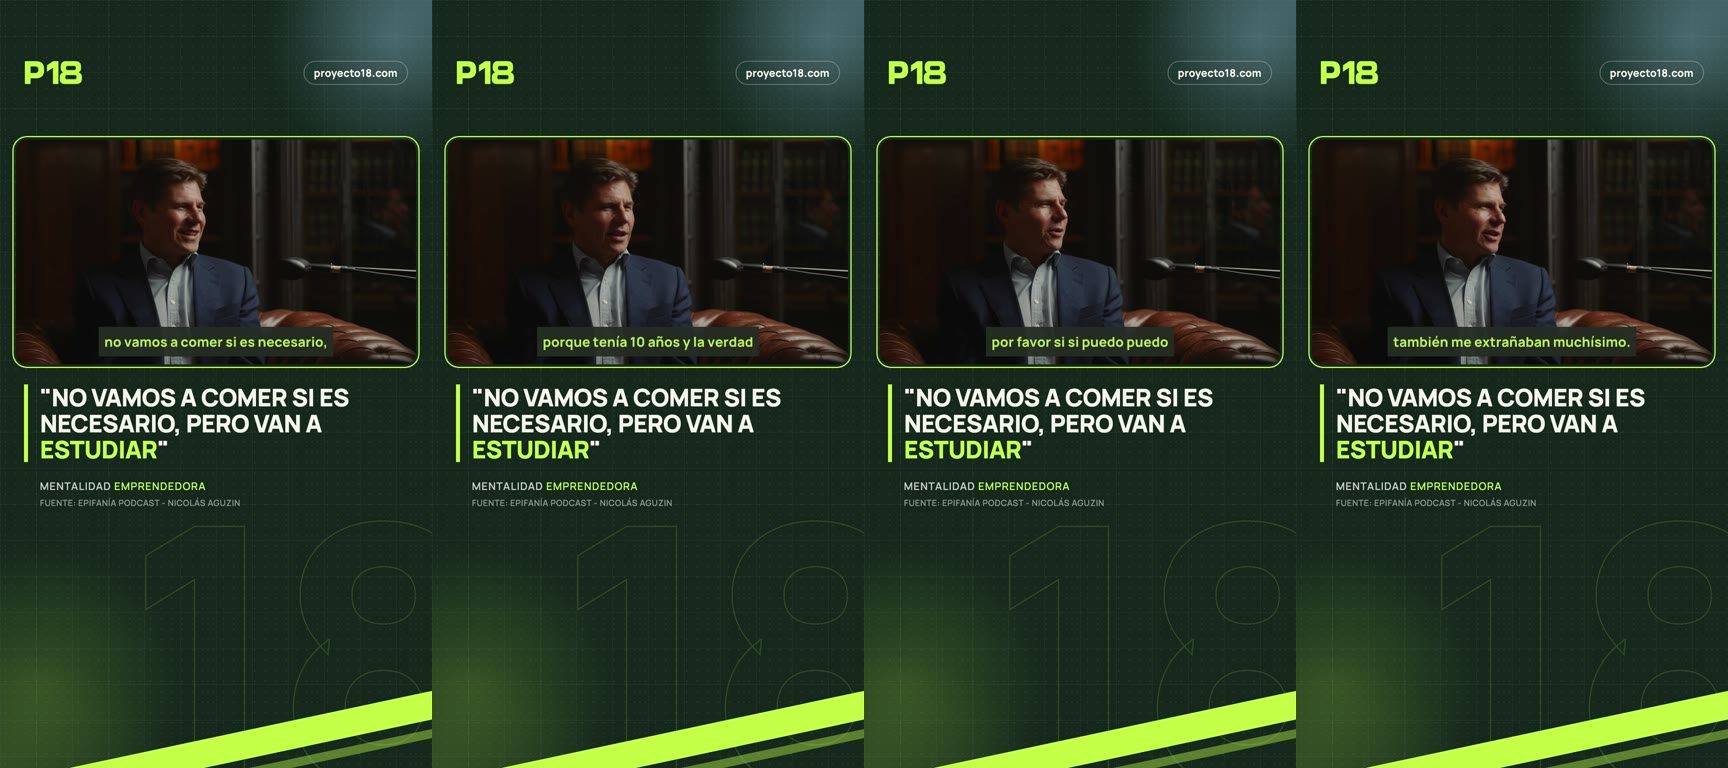 P18
proyecto18.com
no vamos a comer si es necesario,
"NO VAMOS A COMER SI ES
NECESARIO, PERO VAN A
ESTUDIAR"
MENTALIDAD EMPRENDEDORA
FUENTE: EPIFANÍA PODCAST - NICOLÁS AGUZIN
18
P18
proyecto18.com
porque tenía 10 años y la verdad
"NO VAMOS A COMER SI ES
NECESARIO, PERO VAN A
ESTUDIAR"
MENTALIDAD EMPRENDEDORA
FUENTE: EPIFANÍA PODCAST - NICOLÁS AGUZIN
18
P18
proyecto18.com
por favor si si puedo puedo
"NO VAMOS A COMER SI ES
NECESARIO, PERO VAN A
ESTUDIAR"
MENTALIDAD EMPRENDEDORA
FUENTE: EPIFANÍA PODCAST - NICOLÁS AGUZIN
18
P18
proyecto18.com
también me extrañaban muchísimo.
"NO VAMOS A COMER SI ES
NECESARIO, PERO VAN A
ESTUDIAR"
MENTALIDAD EMPRENDEDORA
FUENTE: EPIFANÍA PODCAST - NICOLÁS AGUZIN
18